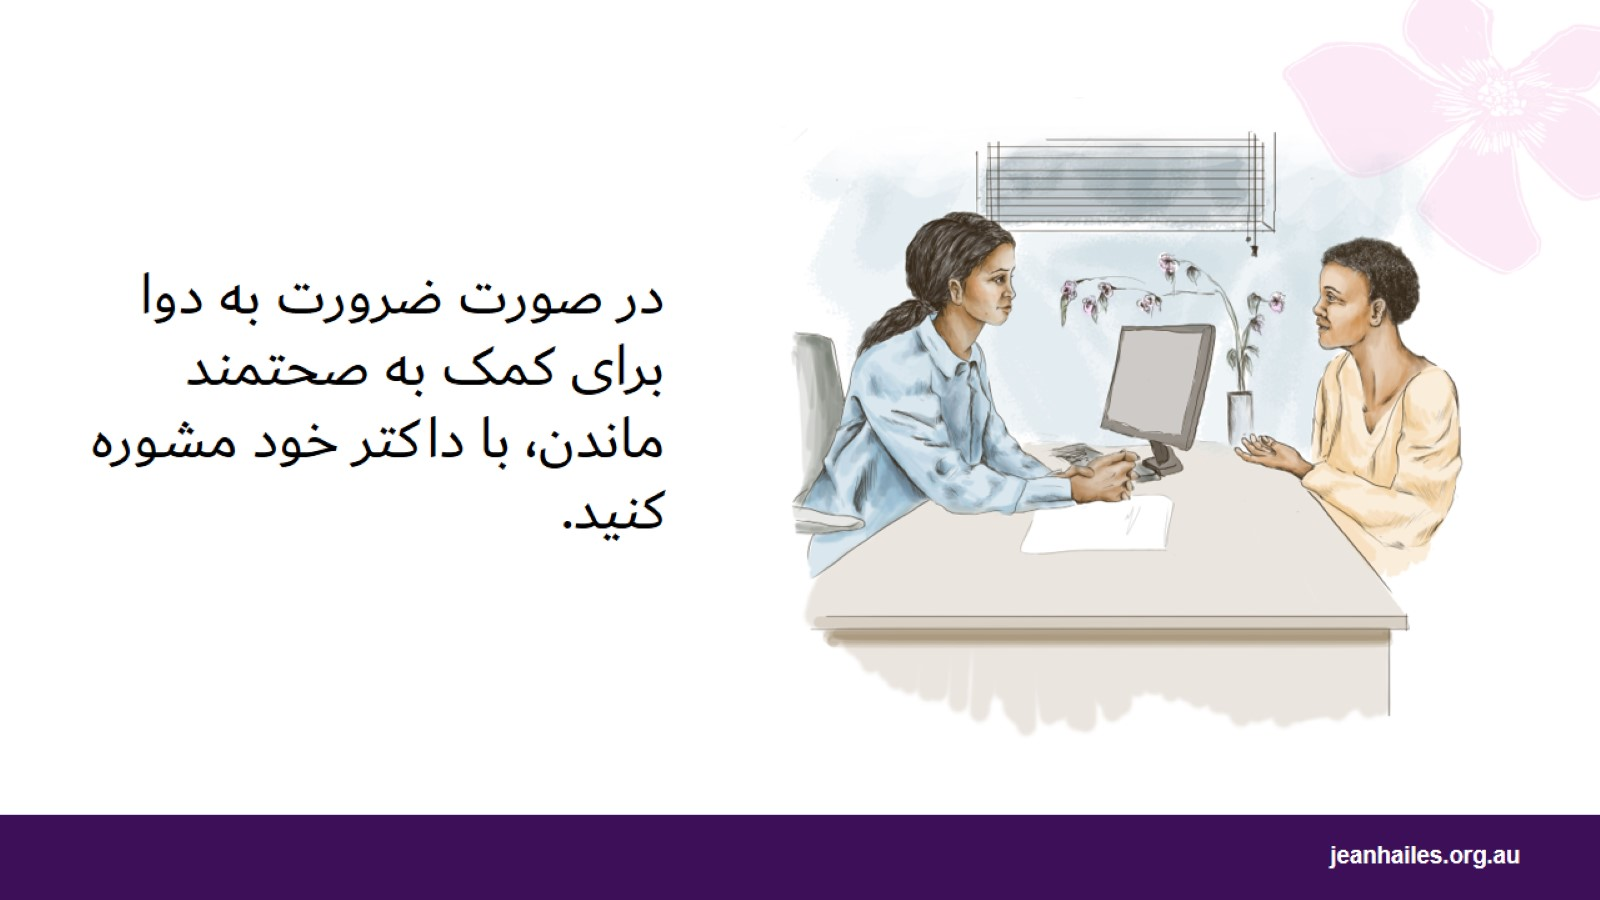 در صورت ضرورت به دوا
برای کمک به صحتمند
ماندن، با داکتر خود مشوره
کنید.
jeanhailes.org.au